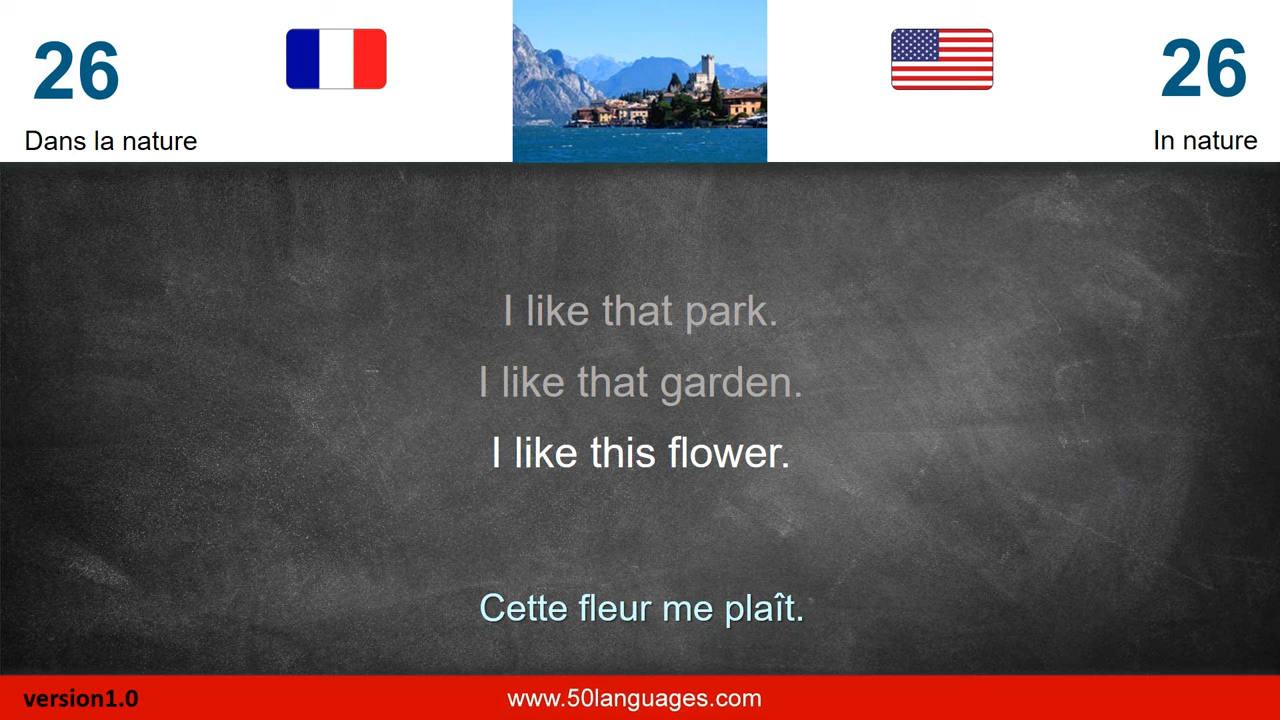 26
26
Dans la nature
In nature
I like that park.
I like that garden.
I like this flower.
Cette fleur me plaît.
version1.0
www.50languages.com